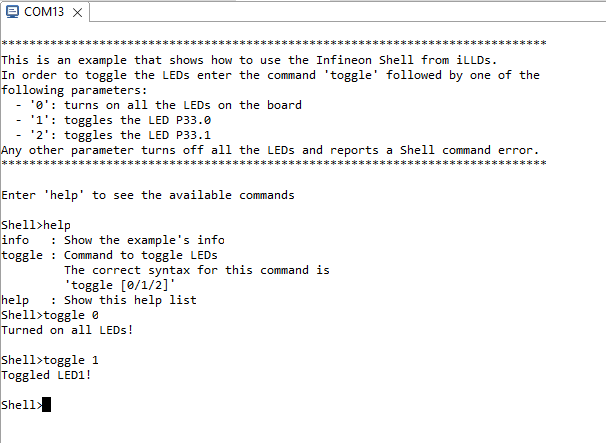 COM13
******************************************************************************
This is an example that shows how to use the Infineon Shell from iLLDs.
In order to toggle the LEDs enter the command 'toggle' followed by one of the
following parameters:
- '0': turns on all the LEDs on the board
- '1': toggles the LED P33.0
- '2': toggles the LED P33.1
Any other parameter turns off all the LEDs and reports a Shell command error.
******************************************************************************
Enter 'help' to see the available commands
Shell>help
info   : Show the example's info
toggle : Command to toggle LEDs
The correct syntax for this command is
'toggle [0/1/2]'
help   : Show this help list
Shell>toggle 0
Turned on all LEDs!
Shell>toggle 1
Toggled LED1!
Shell>